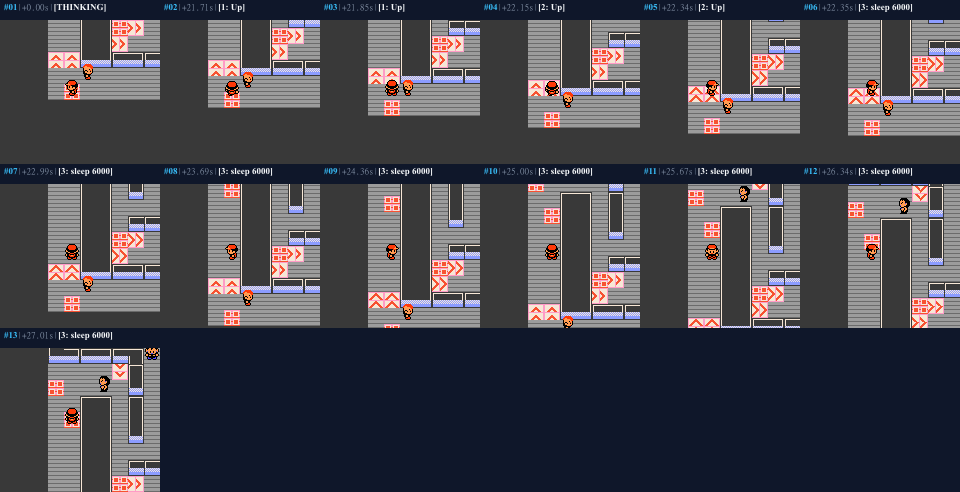 #01|+0.00s|[THINKING]
#02|+21.71s|[1: Up]
#03|+21.85s|[1: Up]
#04|+22.15s|[2: Up]
#05|+22.34s|[2: Up]
#06|+22.35s|[3: sleep 6000]
#07|+22.99s|[3: sleep 6000]
#08|+23.69s|[3: sleep 6000]
#09|+24.36s|[3: sleep 6000]
#10|+25.00s|[3: sleep 6000]
#11|+25.67s|[3: sleep 6000]
#12|+26.34s|[3: sleep 6000]
#13|+27.01s|[3: sleep 6000]